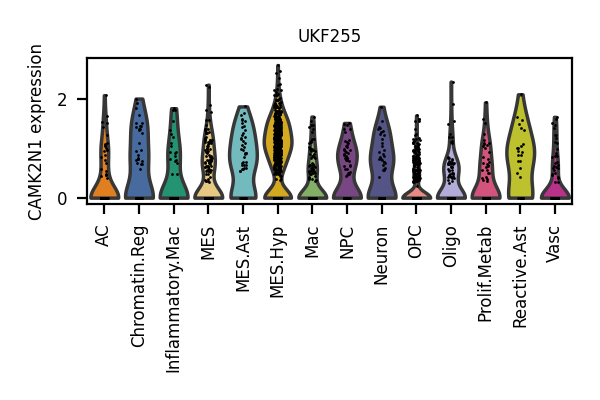 UKF255
CAMK2N1 expression
2
0
AC
Chromatin.Reg
Inflammatory.Mac
MES
MES.Ast
MES.Hyp
Mac
NPC
Neuron
OPC
Oligo
Prolif.Metab
Reactive.Ast
Vasc